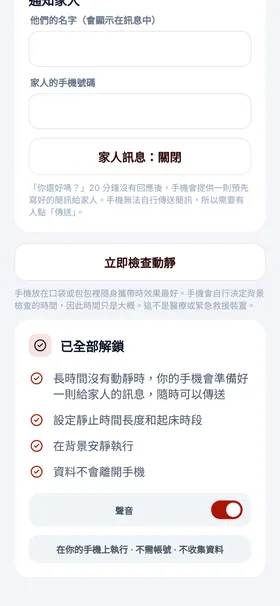 通知家人
他們的名字（會顯示在訊息中）
家人的手機號碼
家人訊息：關閉
「你還好嗎？」20 分鐘沒有回應後，手機會提供一則預先
寫好的簡訊給家人。手機無法自行傳送簡訊，所以需要有
人點「傳送」。
立即檢查動靜
手機放在口袋或包包裡隨身攜帶時效果最好。手機會自行決定背景
檢查的時間，因此時間只是大概。這不是醫療或緊急救援裝置。
已全部解鎖
長時間沒有動靜時，你的手機會準備好
一則給家人的訊息，隨時可以傳送
設定靜止時間長度和起床時段
在背景安靜執行
資料不會離開手機
聲音
在你的手機上執行 · 不需帳號 · 不收集資料